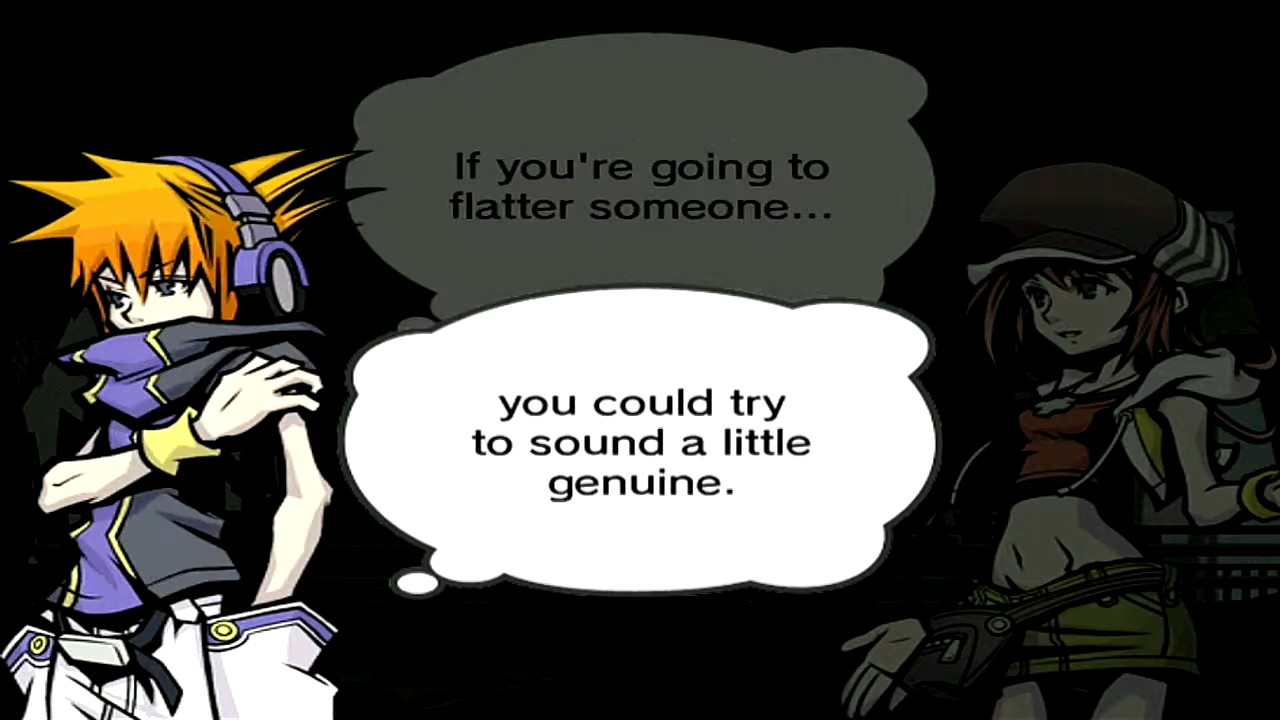 If you're going to
flatter someone...
you could try
to sound a little
genuine.